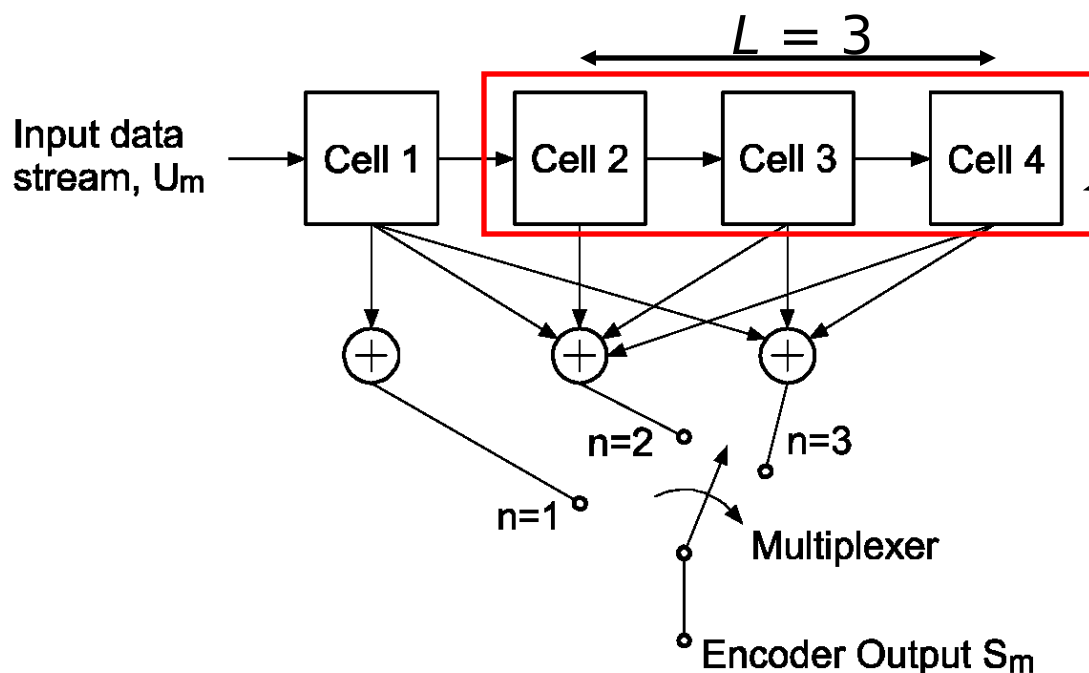 L = 3
Input data
stream, Um
Cell 1
Cell 2
Cell 3
Cell 4
n=1
n=2
n=3
Multiplexer
Encoder Output Sm